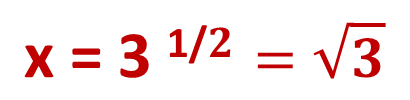 x = 3 ¹/² = √3